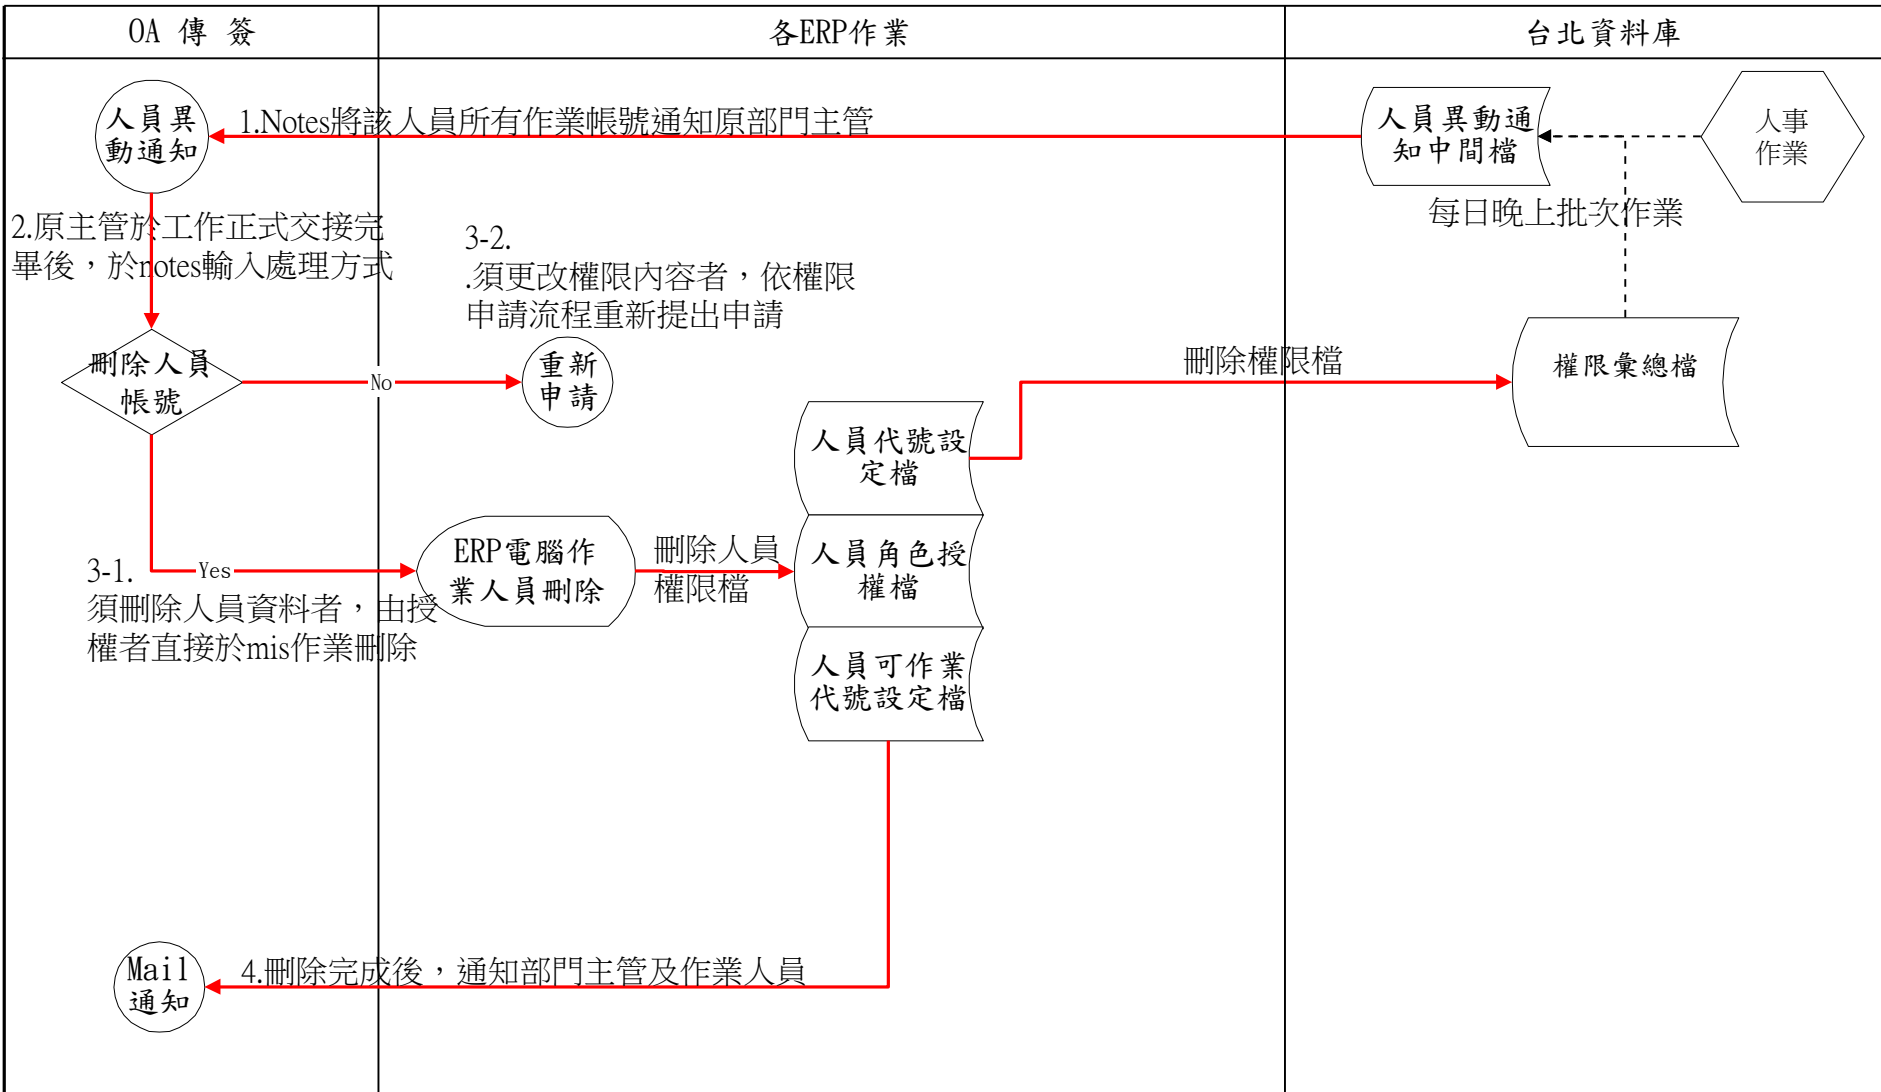 OA 傳 簽
各ERP作業
台北資料庫
人員異
動通知
1.Notes將該人員所有作業帳號通知原部門主管
人員異動通
知中間檔
人事
作業
每日晚上批次作業
2.原主管於工作正式交接完
畢後，於notes輸入處理方式
3-2.
.須更改權限內容者，依權限
申請流程重新提出申請
刪除人員
帳號
No
重新
申請
刪除權限檔
權限彙總檔
人員代號設
定檔
3-1.
須刪除人員資料者，由授
權者直接於mis作業刪除
Yes
ERP電腦作
業人員刪除
刪除人員
權限檔
人員角色授
權檔
人員可作業
代號設定檔
Mail
通知
4.刪除完成後，通知部門主管及作業人員